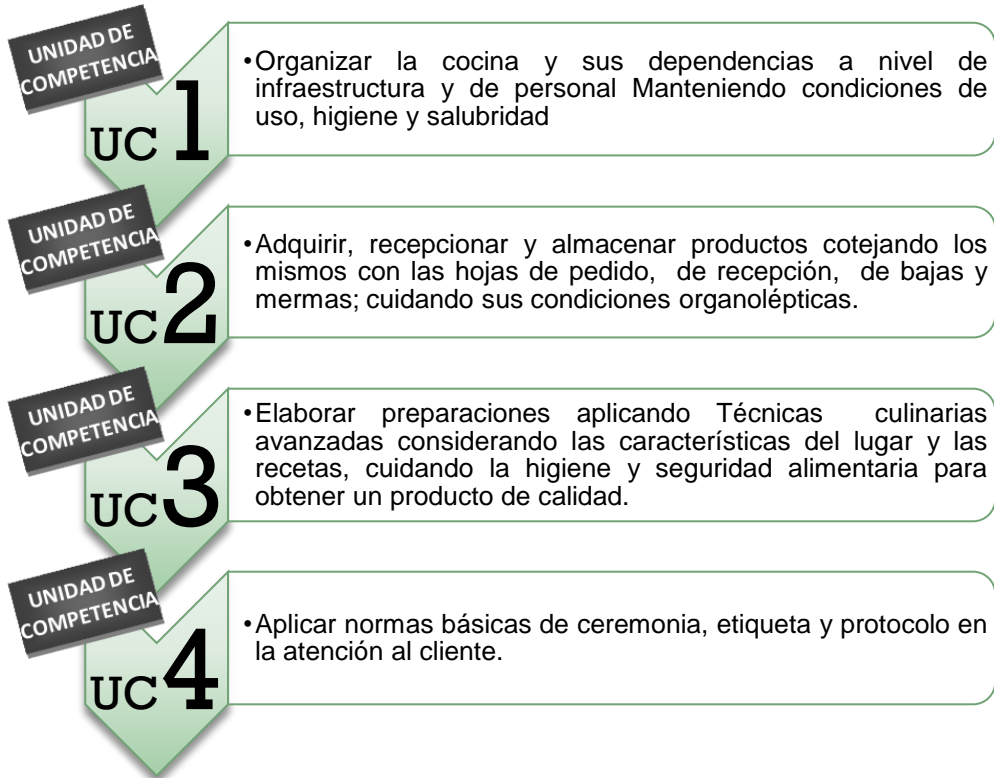 UNIDAD DE
COMPETENCIA
UC 1
•Organizar la cocina y sus dependencias a nivel de
infraestructura y de personal Manteniendo condiciones de
uso, higiene y salubridad
UNIDAD DE
COMPETENCIA
UC2
•Adquirir, recepcionar y almacenar productos cotejando los
mismos con las hojas de pedido, de recepción, de bajas y
mermas; cuidando sus condiciones organolépticas.
UNIDAD DE
COMPETENCIA
UC3
•Elaborar preparaciones aplicando Técnicas culinarias
avanzadas considerando las características del lugar y las
recetas, cuidando la higiene y seguridad alimentaria para
obtener un producto de calidad.
UNIDAD DE
COMPETENCIA
UC4
•Aplicar normas básicas de ceremonia, etiqueta y protocolo en
la atención al cliente.